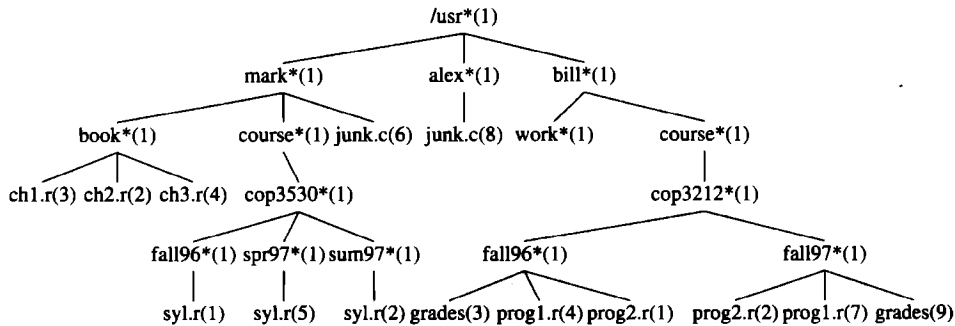 /usr*(1)
mark*(1) alex*(1) bill*(1)
book*(1) course*(1) junk.c(6) junk.c(8) work*(1) course*(1)
ch1.r(3) ch2.r(2) ch3.r(4) cop3530*(1) cop3212*(1)
fall96*(1) spr97*(1) sum97*(1) fall96*(1) fall97*(1)
syl.r(1) syl.r(5) syl.r(2) grades(3) prog1.r(4) prog2.r(1) prog2.r(2) prog1.r(7) grades(9)